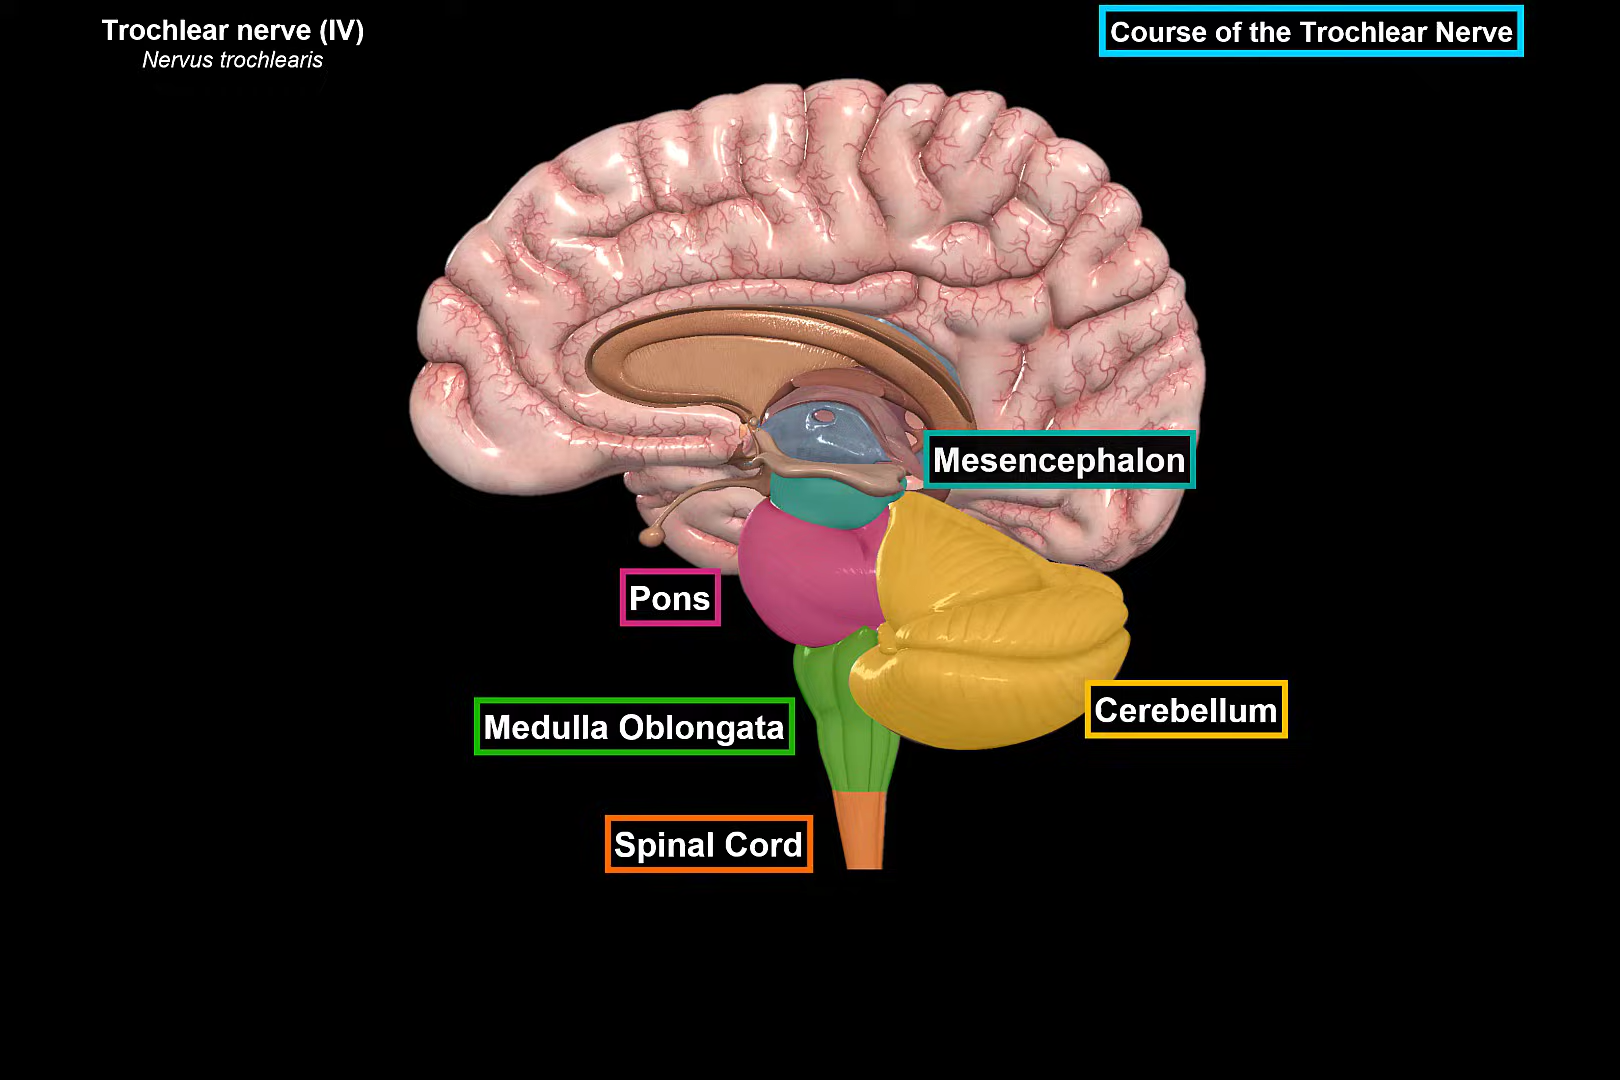 Trochlear nerve (IV)
Nervus trochlearis
Course of the Trochlear Nerve
Mesencephalon
Pons
Cerebellum
Medulla Oblongata
Spinal Cord